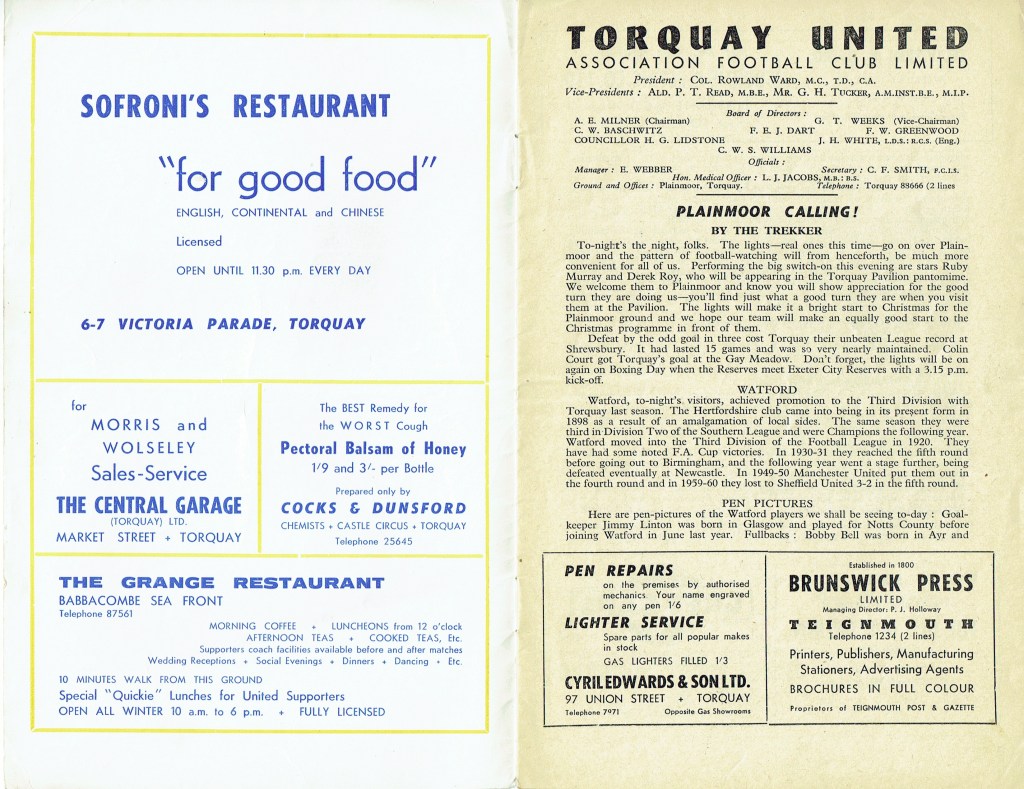 SOFRONI'S RESTAURANT
"for good food"
ENGLISH, CONTINENTAL and CHINESE
Licensed
OPEN UNTIL 11.30 p.m. EVERY DAY
6-7 VICTORIA PARADE, TORQUAY
for
MORRIS and
WOLSELEY
Sales-Service
THE CENTRAL GARAGE
(TORQUAY) LTD.
MARKET STREET + TORQUAY
The BEST Remedy for
the WORST Cough
Pectoral Balsam of Honey
1/9 and 3/- per Bottle
Prepared only by
COCKS & DUNSFORD
CHEMISTS + CASTLE CIRCUS + TORQUAY
Telephone 25645
THE GRANGE RESTAURANT
BABBACOMBE SEA FRONT
Telephone 87561
MORNING COFFEE + LUNCHEONS from 12 o'clock
AFTERNOON TEAS + COOKED TEAS, Etc.
Supporters coach facilities available before and after matches
Wedding Receptions + Social Evenings + Dinners + Dancing + Etc.
10 MINUTES WALK FROM THIS GROUND
Special "Quickie" Lunches for United Supporters
OPEN ALL WINTER 10 a.m. to 6 p.m. + FULLY LICENSED
TORQUAY UNITED
ASSOCIATION FOOTBALL CLUB LIMITED
President : COL. ROWLAND WARD, M.C., T.D., C.A.
Vice-Presidents : ALD. P. T. READ, M.B.E., MR. G. H. TUCKER, A.M.INST.B.E., M.I.P.
Board of Directors :
A. E. MILNER (Chairman) G. T. WEEKS (Vice-Chairman)
C. W. BASCHWITZ F. E. J. DART F. W. GREENWOOD
COUNCILLOR H. G. LIDSTONE J. H. WHITE, L.D.S.: R.C.S. (Eng.)
C. W. S. WILLIAMS
Officials :
Manager : E. WEBBER Secretary : C. F. SMITH, F.C.I.S.
Hon. Medical Officer : L. J. JACOBS, M.B.: B.S.
Ground and Offices : Plainmoor, Torquay. Telephone : Torquay 88666 (2 lines
PLAINMOOR CALLING!
BY THE TREKKER
To-night's the night, folks. The lights—real ones this time—go on over Plain-
moor and the pattern of football-watching will from henceforth, be much more
convenient for all of us. Performing the big switch-on this evening are stars Ruby
Murray and Derek Roy, who will be appearing in the Torquay Pavilion pantomime.
We welcome them to Plainmoor and know you will show appreciation for the good
turn they are doing us—you'll find just what a good turn they are when you visit
them at the Pavilion. The lights will make it a bright start to Christmas for the
Plainmoor ground and we hope our team will make an equally good start to the
Christmas programme in front of them.
Defeat by the odd goal in three cost Torquay their unbeaten League record at
Shrewsbury. It had lasted 15 games and was so very nearly maintained. Colin
Court got Torquay's goal at the Gay Meadow. Don't forget, the lights will be on
again on Boxing Day when the Reserves meet Exeter City Reserves with a 3.15 p.m.
kick-off.
WATFORD
Watford, to-night's visitors, achieved promotion to the Third Division with
Torquay last season. The Hertfordshire club came into being in its present form in
1898 as a result of an amalgamation of local sides. The same season they were
third in Division Two of the Southern League and were Champions the following year.
Watford moved into the Third Division of the Football League in 1920. They
have had some noted F.A. Cup victories. In 1930-31 they reached the fifth round
before going out to Birmingham, and the following year went a stage further, being
defeated eventually at Newcastle. In 1949-50 Manchester United put them out in
the fourth round and in 1959-60 they lost to Sheffield United 3-2 in the fifth round.
PEN PICTURES
Here are pen-pictures of the Watford players we shall be seeing to-day : Goal-
keeper Jimmy Linton was born in Glasgow and played for Notts County before
joining Watford in June last year. Fullbacks : Bobby Bell was born in Ayr and
PEN REPAIRS
on the premises by authorised
mechanics. Your name engraved
on any pen 1/6
LIGHTER SERVICE
Spare parts for all popular makes
in stock
GAS LIGHTERS FILLED 1/3
CYRIL EDWARDS & SON LTD.
97 UNION STREET + TORQUAY
Telephone 7971 Opposite Gas Showrooms
Established in 1800
BRUNSWICK PRESS
LIMITED
Managing Director: P. J. Holloway
TEIGNMOUTH
Telephone 1234 (2 lines)
Printers, Publishers, Manufacturing
Stationers, Advertising Agents
BROCHURES IN FULL COLOUR
Proprietors of TEIGNMOUTH POST & GAZETTE